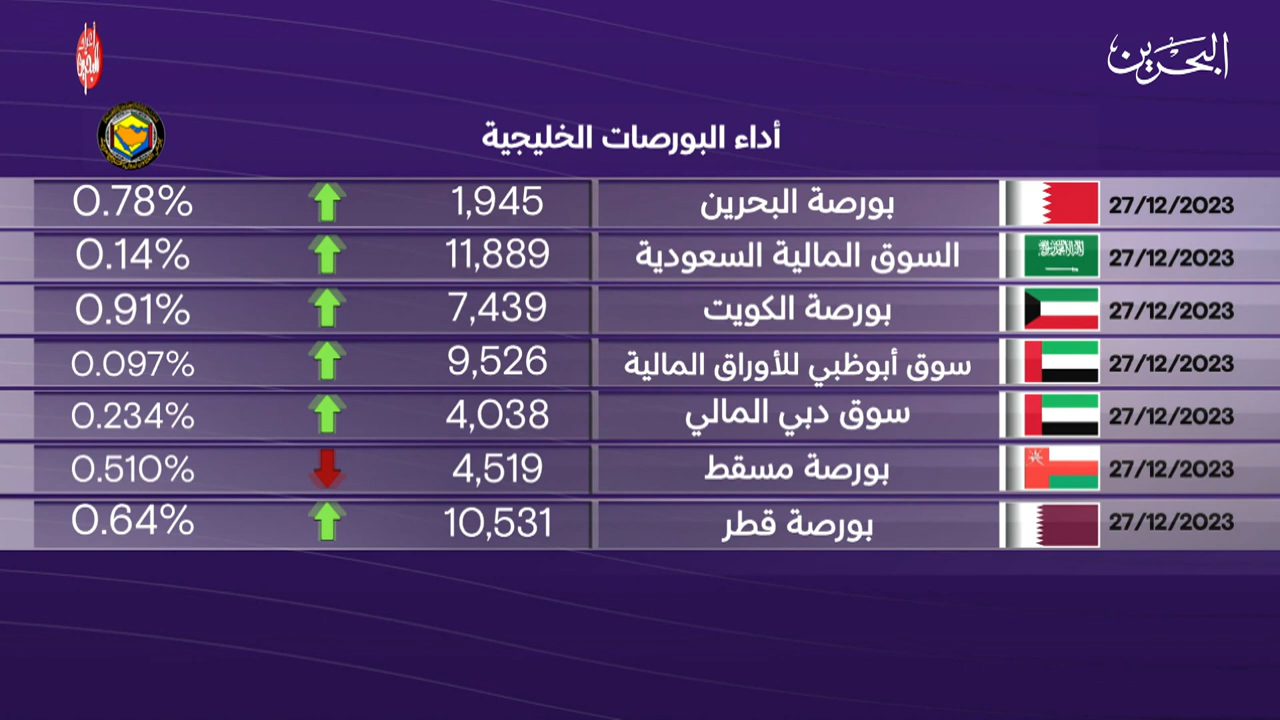 البحرين
أداء البورصات الخليجية
27/12/2023 بورصة البحرين 1,945 0.78%
27/12/2023 السوق المالية السعودية 11,889 0.14%
27/12/2023 بورصة الكويت 7,439 0.91%
27/12/2023 سوق أبوظبي للأوراق المالية 9,526 0.097%
27/12/2023 سوق دبي المالي 4,038 0.234%
27/12/2023 بورصة مسقط 4,519 0.510%
27/12/2023 بورصة قطر 10,531 0.64%